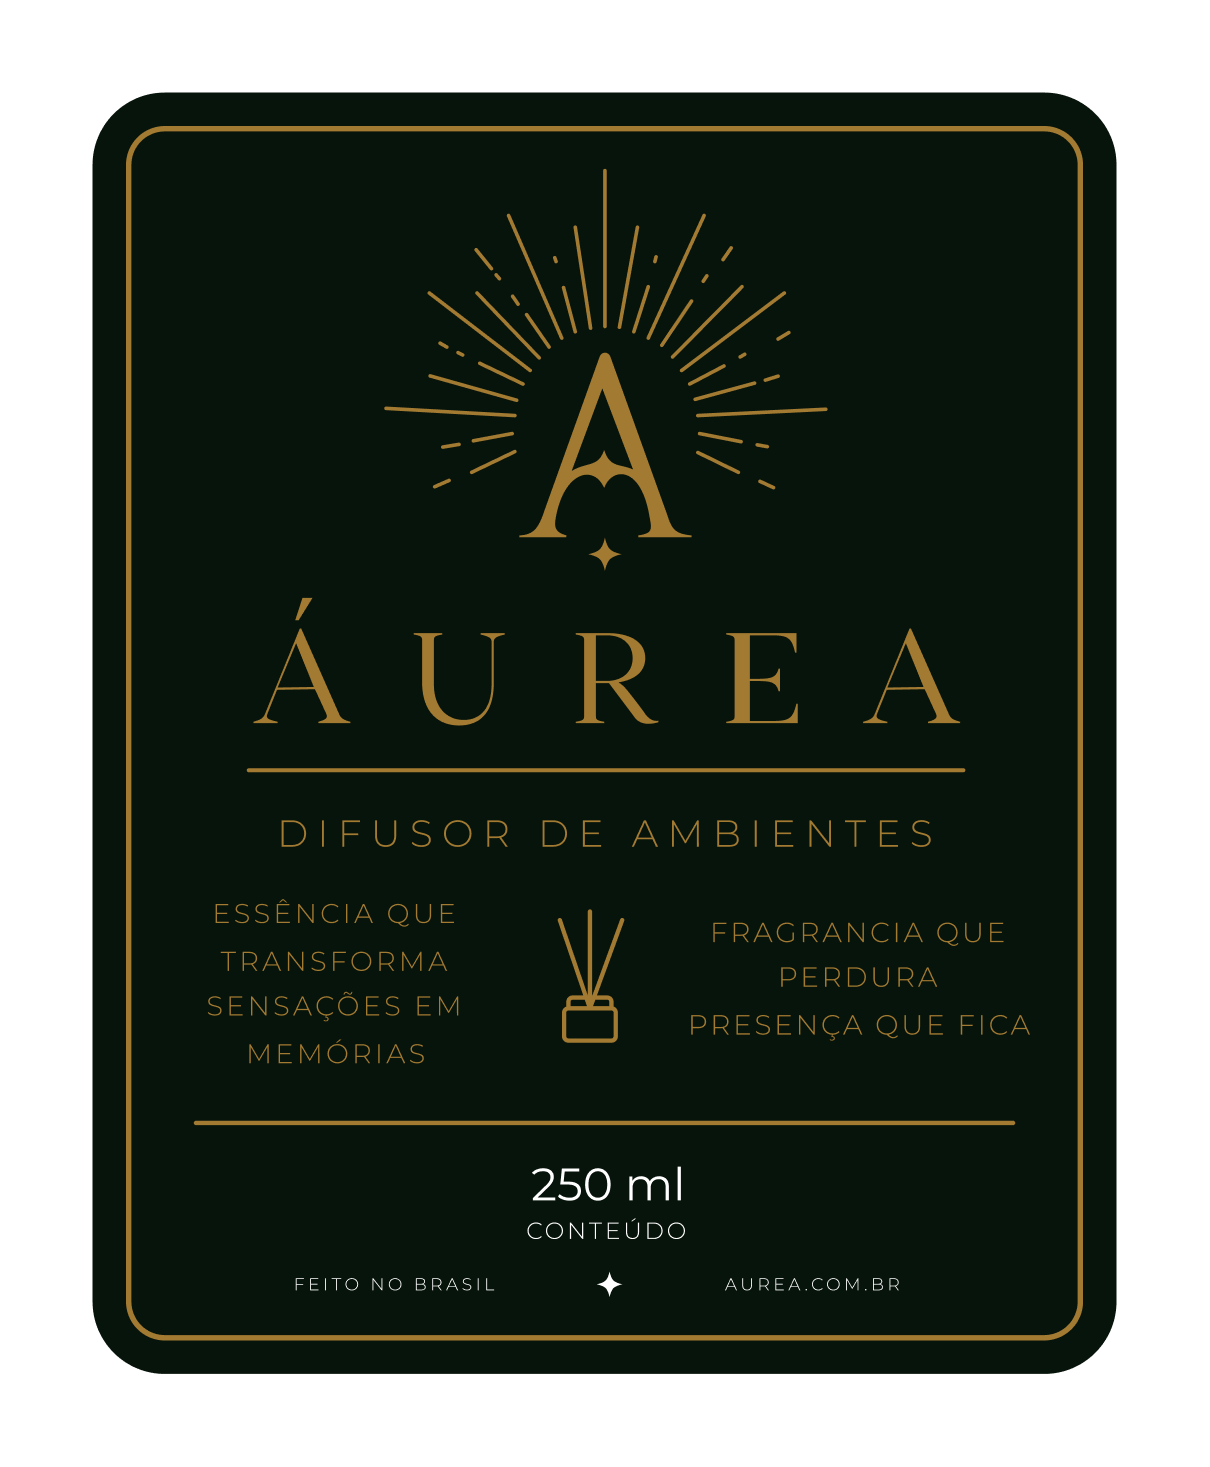 A
ÁUREA
DIFUSOR DE AMBIENTES
ESSÊNCIA QUE
TRANSFORMA
SENSAÇÕES EM
MEMÓRIAS
FRAGRANCIA QUE
PERDURA
PRESENÇA QUE FICA
250 ml
CONTEÚDO
FEITO NO BRASIL
AUREA.COM.BR